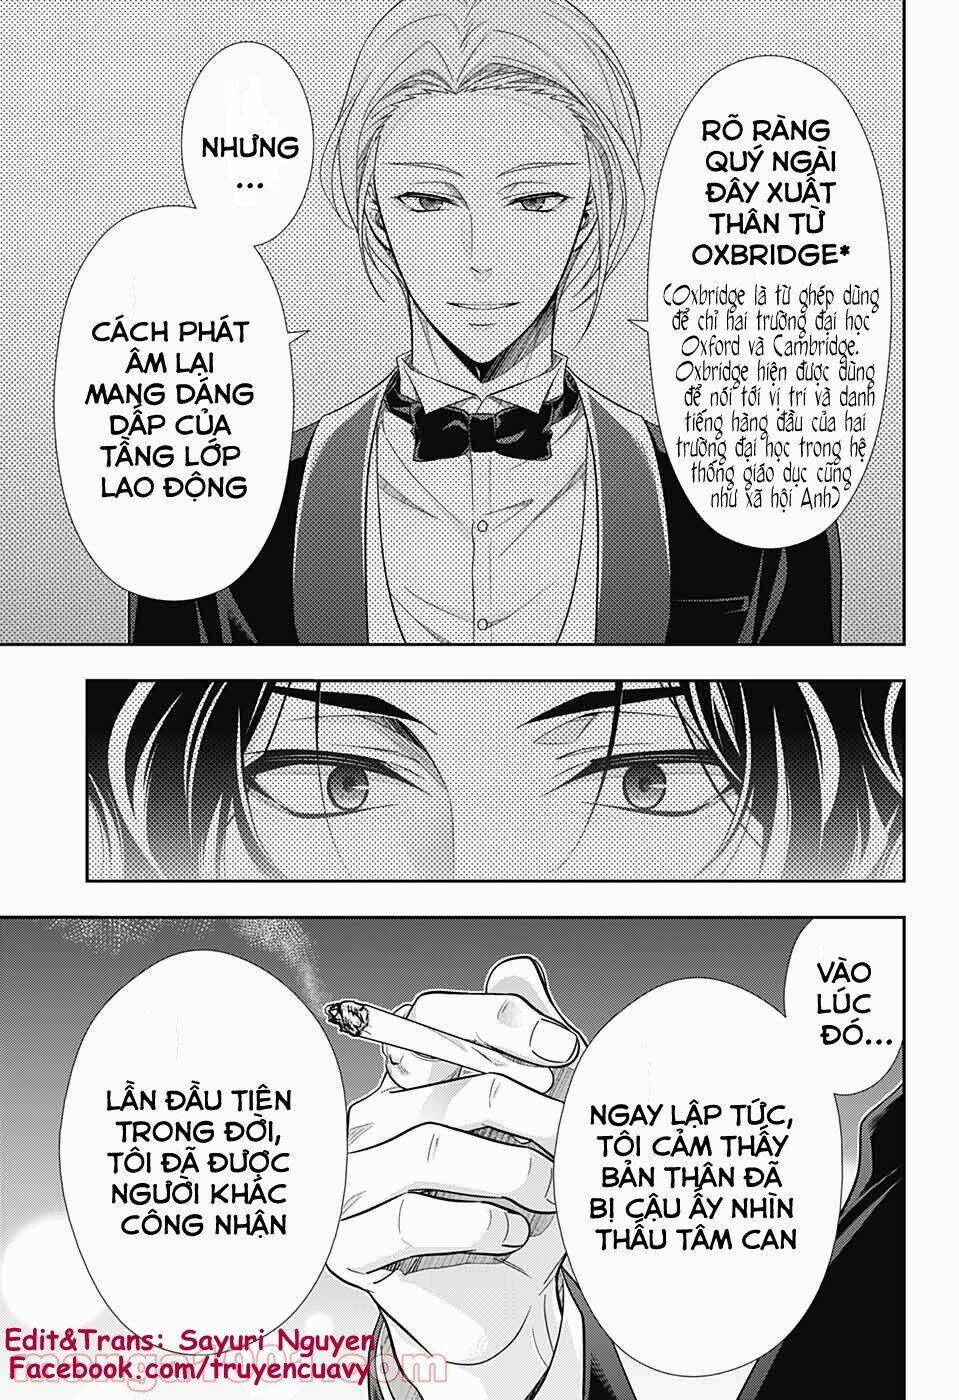 RÕ RÀNG
QUÝ NGÀI
ĐÂY XUẤT
THÂN TỪ
OXBRIDGE*
(Oxbridge là từ ghép dùng
để chỉ hai trường đại học
Oxford và Cambridge.
Oxbridge hiện được dùng
để nói tới vị trí và danh
tiếng hàng đầu của hai
trường đại học trong hệ
thống giáo dục cũng
như xã hội Anh)
NHƯNG
...
CÁCH PHÁT
ÂM LẠI
MANG DÁNG
DẤP CỦA
TẦNG LỚP
LAO ĐỘNG
VÀO
LÚC
ĐÓ...
NGAY LẬP TỨC,
TÔI CẢM THẤY
BẢN THÂN ĐÃ
BỊ CẬU ẤY NHÌN
THẤU TÂM CAN
LẦN ĐẦU TIÊN
TRONG ĐỜI,
TÔI ĐÃ ĐƯỢC
NGƯỜI KHÁC
CÔNG NHẬN
Edit&Trans: Sayuri Nguyen
Facebook.com/truyencuavy